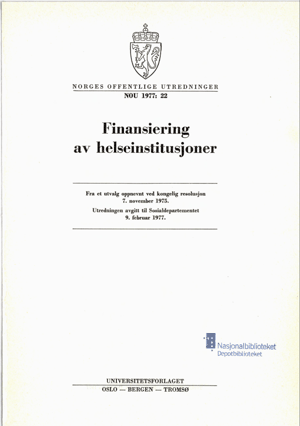 NORGES OFFENTLIGE UTREDNINGER
NOU 1977: 22
Finansiering
av helseinstitusjoner
Fra et utvalg oppnevnt ved kongelig resolusjon
7. november 1975.
Utredningen avgitt til Sosialdepartementet
9. februar 1977.
Nasjonalbiblioteket
Depotbiblioteket
UNIVERSITETSFORLAGET
OSLO — BERGEN — TROMSØ